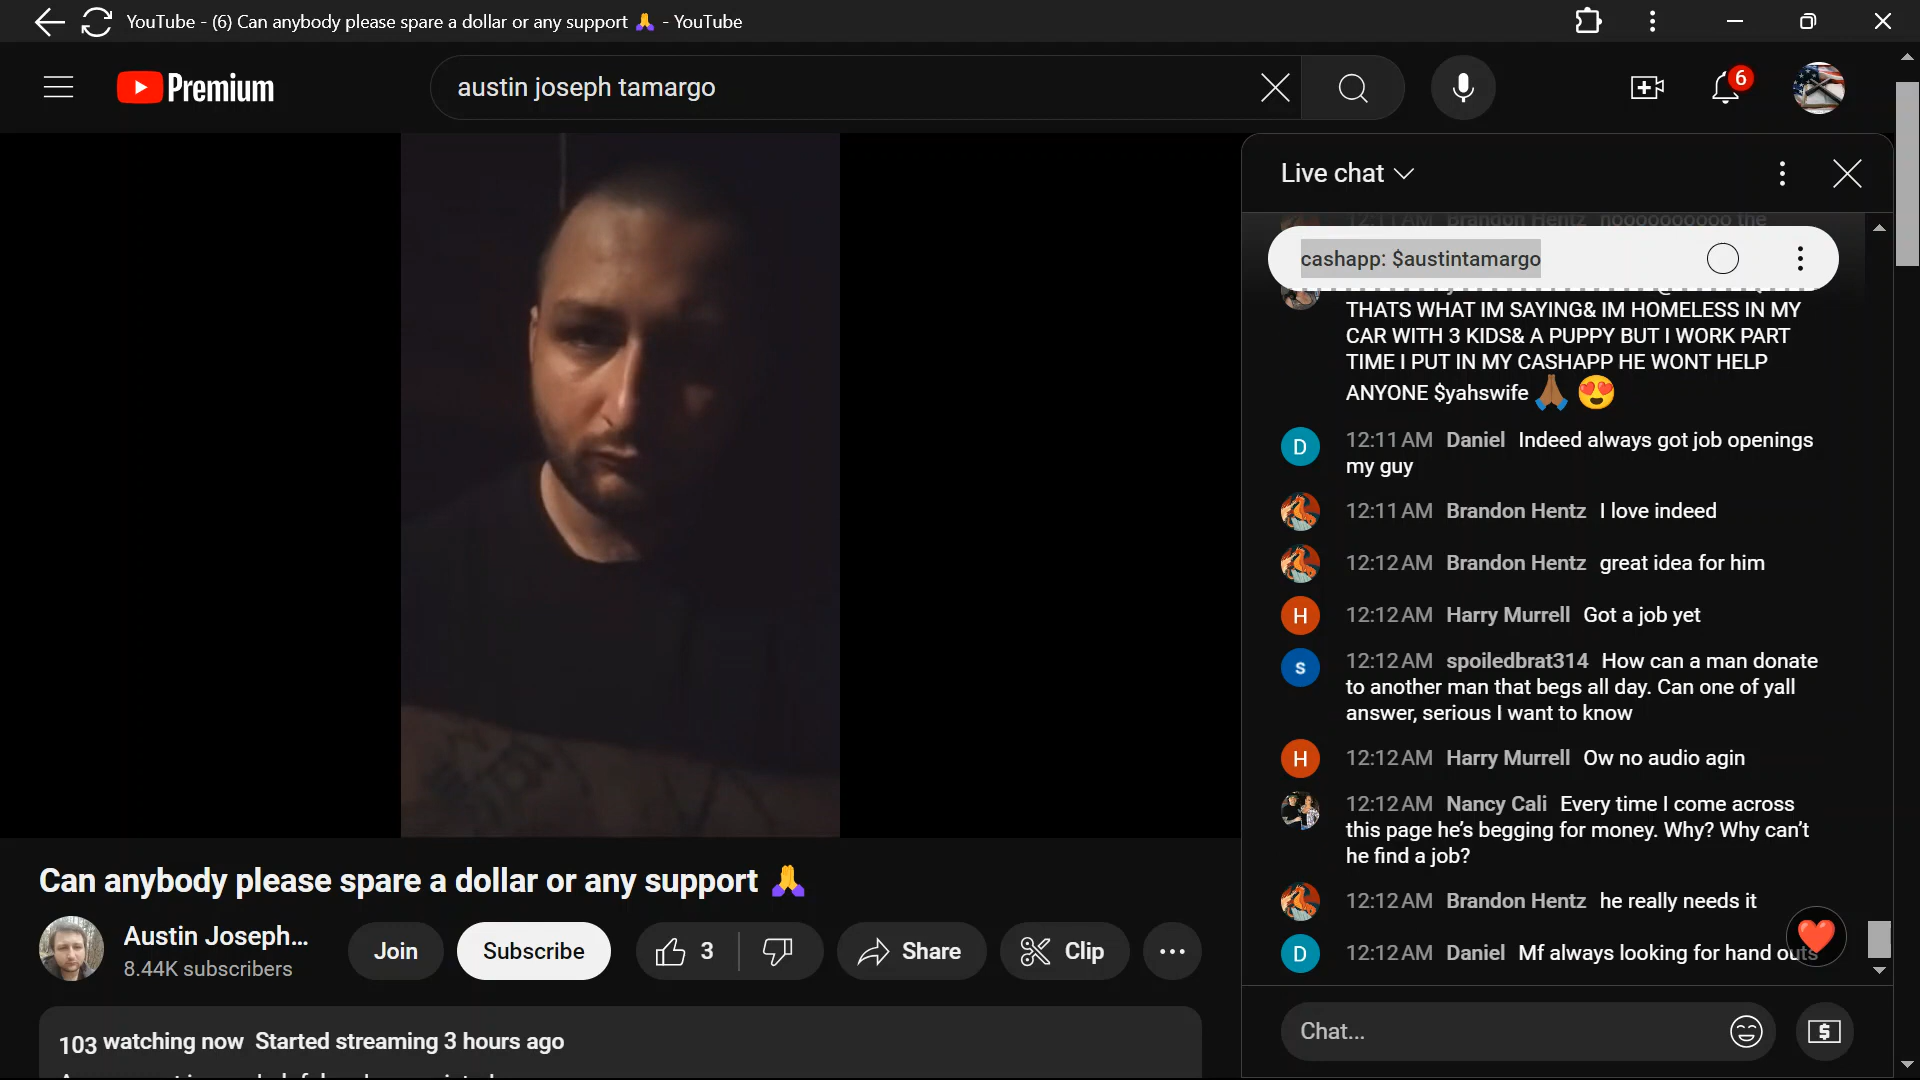 YouTube - (6) Can anybody please spare a dollar or any support 🙏 - YouTube
Premium
austin joseph tamargo
6
Live chat
12:11 AM Brandon Hentz nooooooooo the
cashapp: $austintamargo
THATS WHAT IM SAYING& IM HOMELESS IN MY
CAR WITH 3 KIDS& A PUPPY BUT I WORK PART
TIME I PUT IN MY CASHAPP HE WONT HELP
ANYONE $yahswife 🙏🏾 😍
D 12:11 AM Daniel Indeed always got job openings
my guy
12:11 AM Brandon Hentz I love indeed
12:12 AM Brandon Hentz great idea for him
H 12:12 AM Harry Murrell Got a job yet
s 12:12 AM spoiledbrat314 How can a man donate
to another man that begs all day. Can one of yall
answer, serious I want to know
H 12:12 AM Harry Murrell Ow no audio agin
12:12 AM Nancy Cali Every time I come across
this page he's begging for money. Why? Why can't
he find a job?
12:12 AM Brandon Hentz he really needs it
D 12:12 AM Daniel Mf always looking for hand outs
Chat...
Can anybody please spare a dollar or any support 🙏
Austin Joseph...
8.44K subscribers
Join
Subscribe
3
Share
Clip
103 watching now Started streaming 3 hours ago